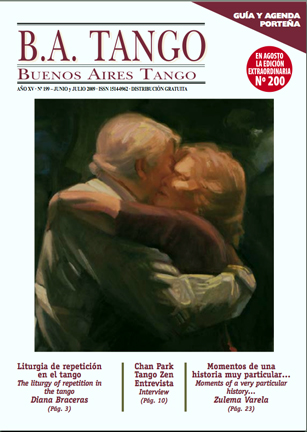 GUÍA Y AGENDA
PORTEÑA
B.A. TANGO
BUENOS AIRES TANGO
AÑO XV · Nº 199 – JUNIO y JULIO 2009 · ISSN 1514-0962 · DISTRIBUCIÓN GRATUITA
EN AGOSTO
LA EDICIÓN
EXTRAORDINARIA
Nº 200
Liturgia de repetición
en el tango
The liturgy of repetition in
the tango
Diana Braceras
(Pág. 3)
Chan Park
Tango Zen
Entrevista
Interview
(Pág. 10)
Momentos de una
historia muy particular...
Moments of a very particular
history...
Zulema Varela
(Pág. 23)